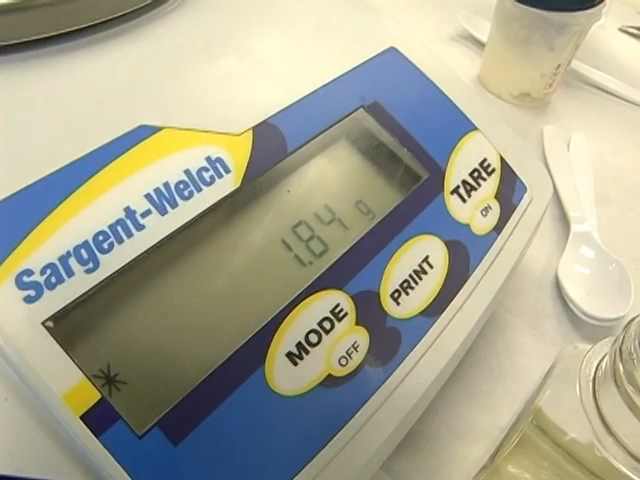 Sargent-Welch
1.84 g
TARE
ON
PRINT
MODE
OFF